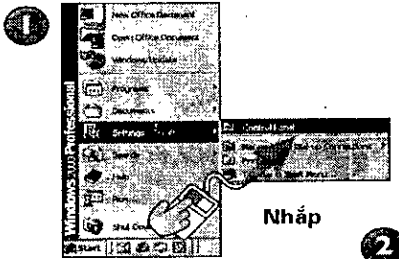 1
New Office Document
Open Office Document
Windows Update
Programs
Documents
Settings
Control Panel
Search
Help
Run
Shut Down
Start
Windows 2000 Professional
Nhắp
2